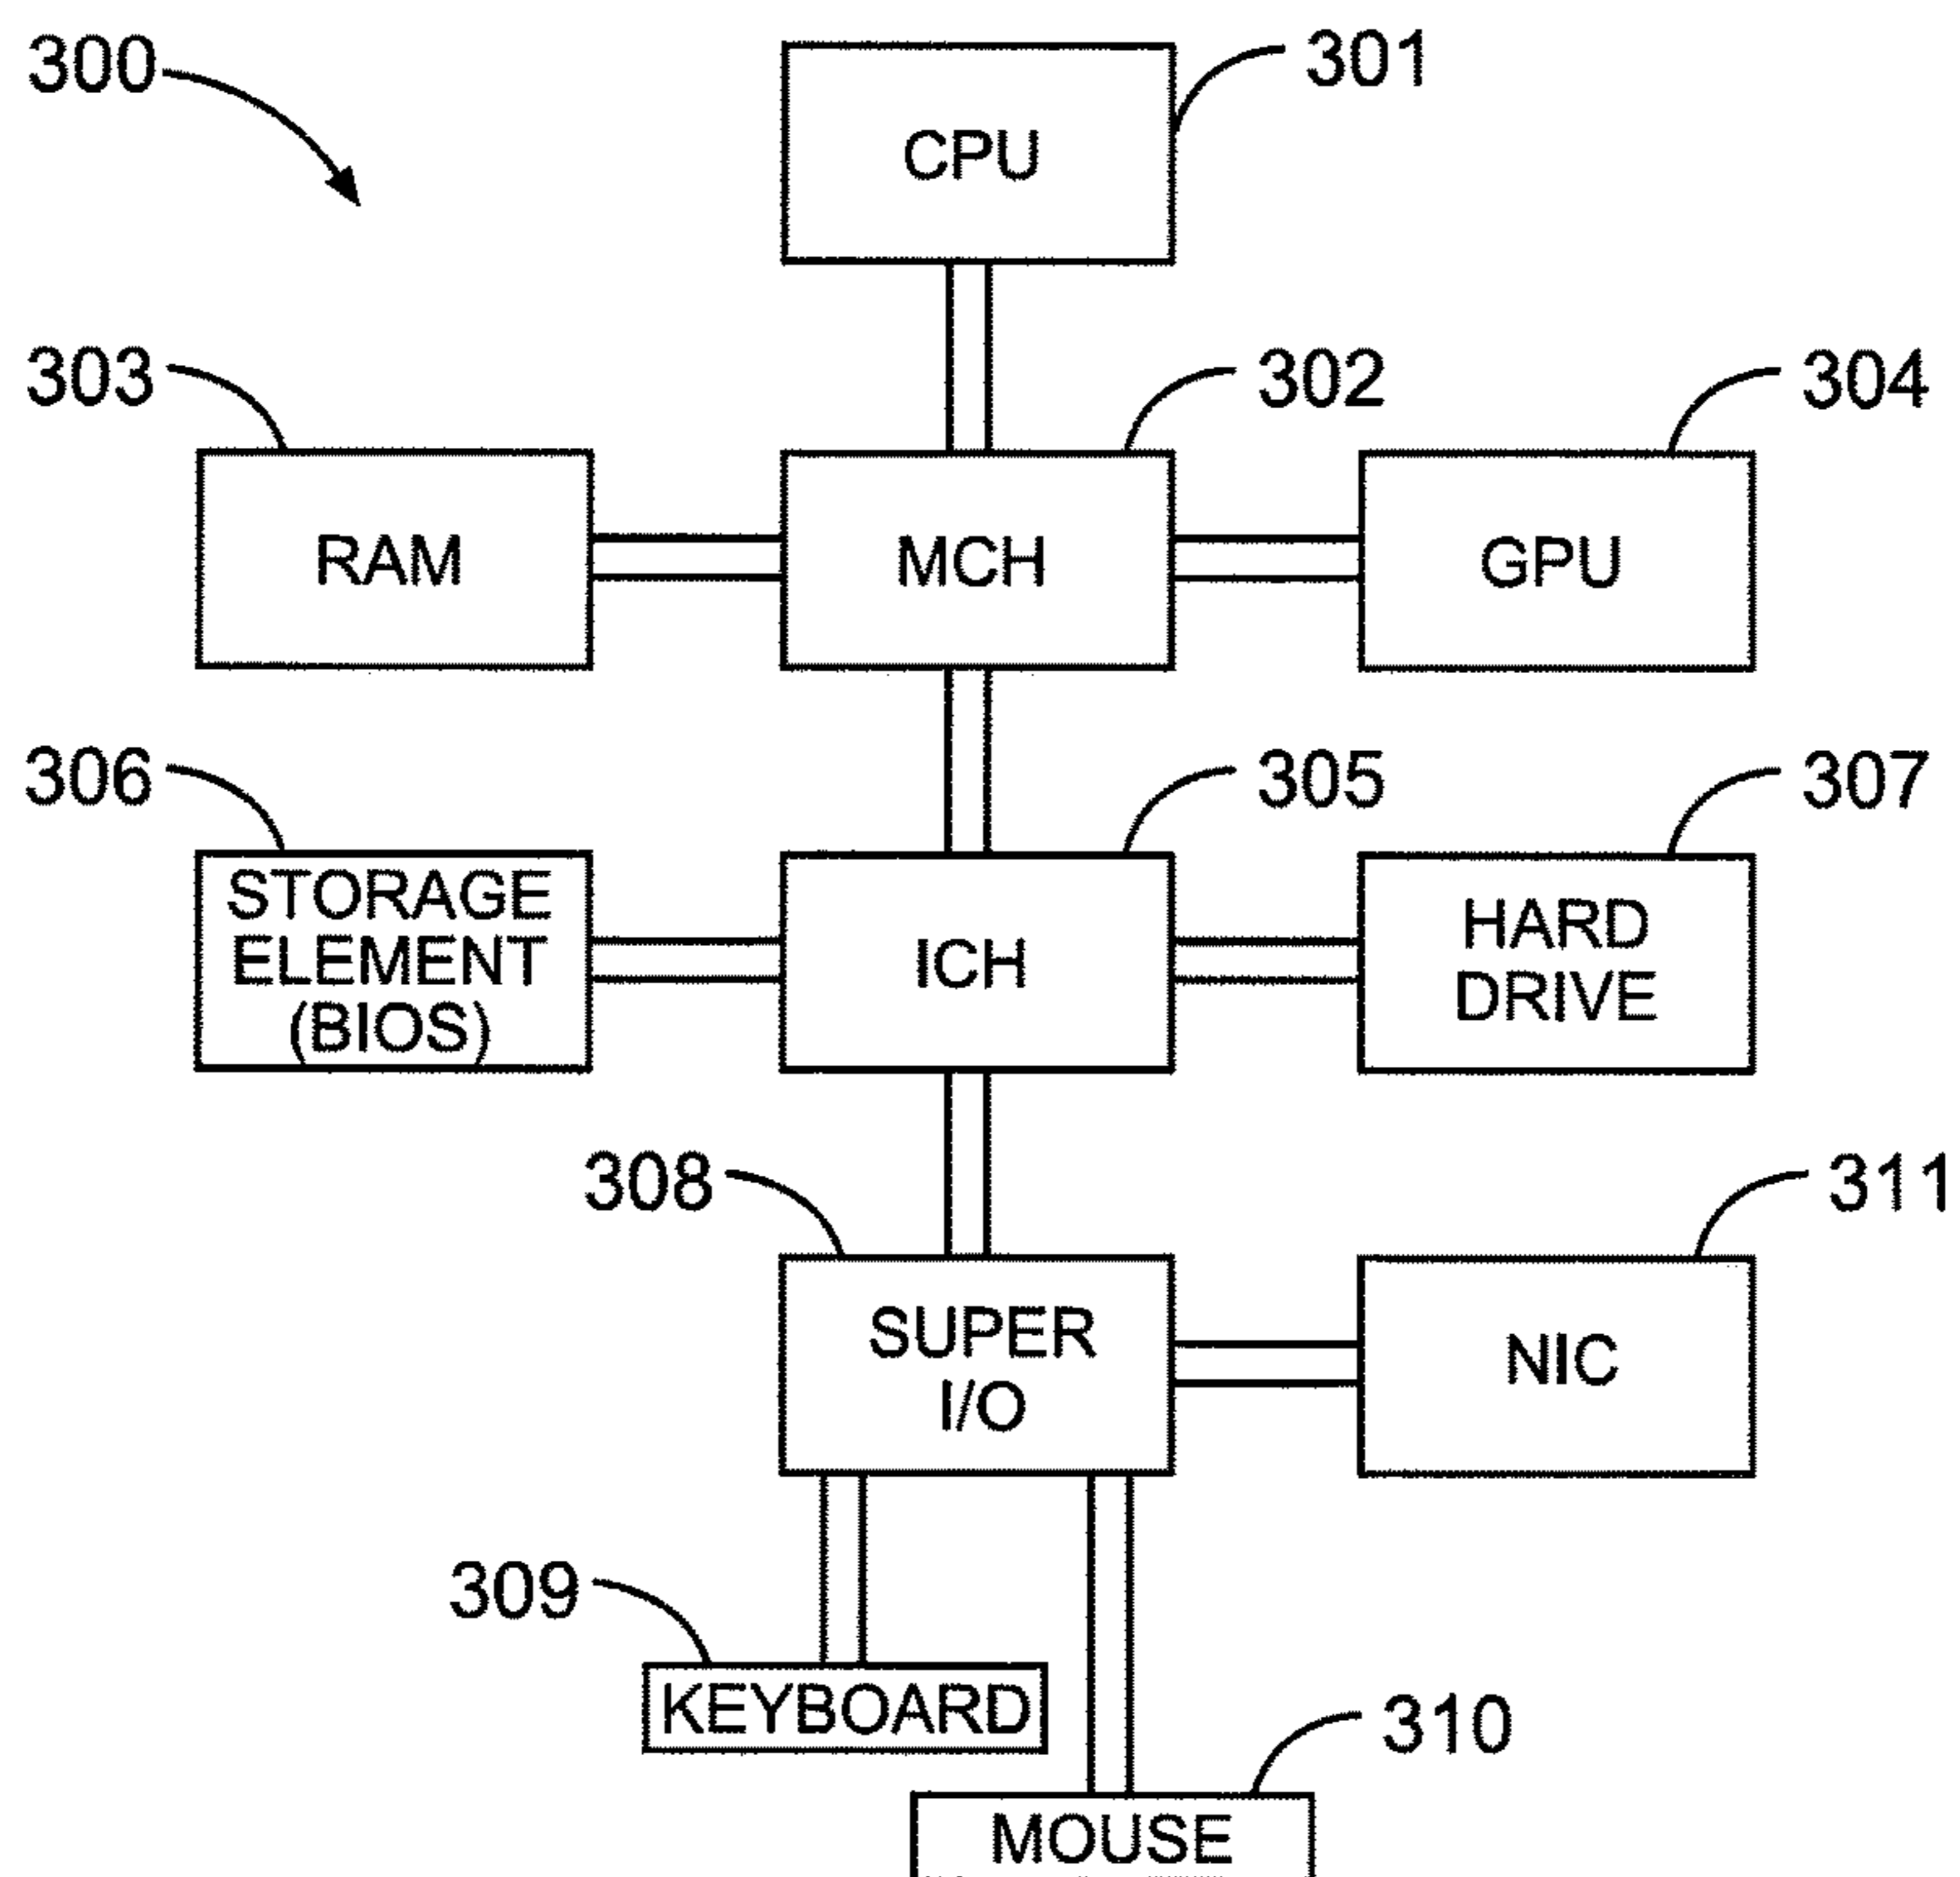 300
301
CPU
303
302
304
RAM
MCH
GPU
306
305
307
STORAGE
ELEMENT
(BIOS)
ICH
HARD
DRIVE
308
311
SUPER
I/O
NIC
309
KEYBOARD
310
MOUSE